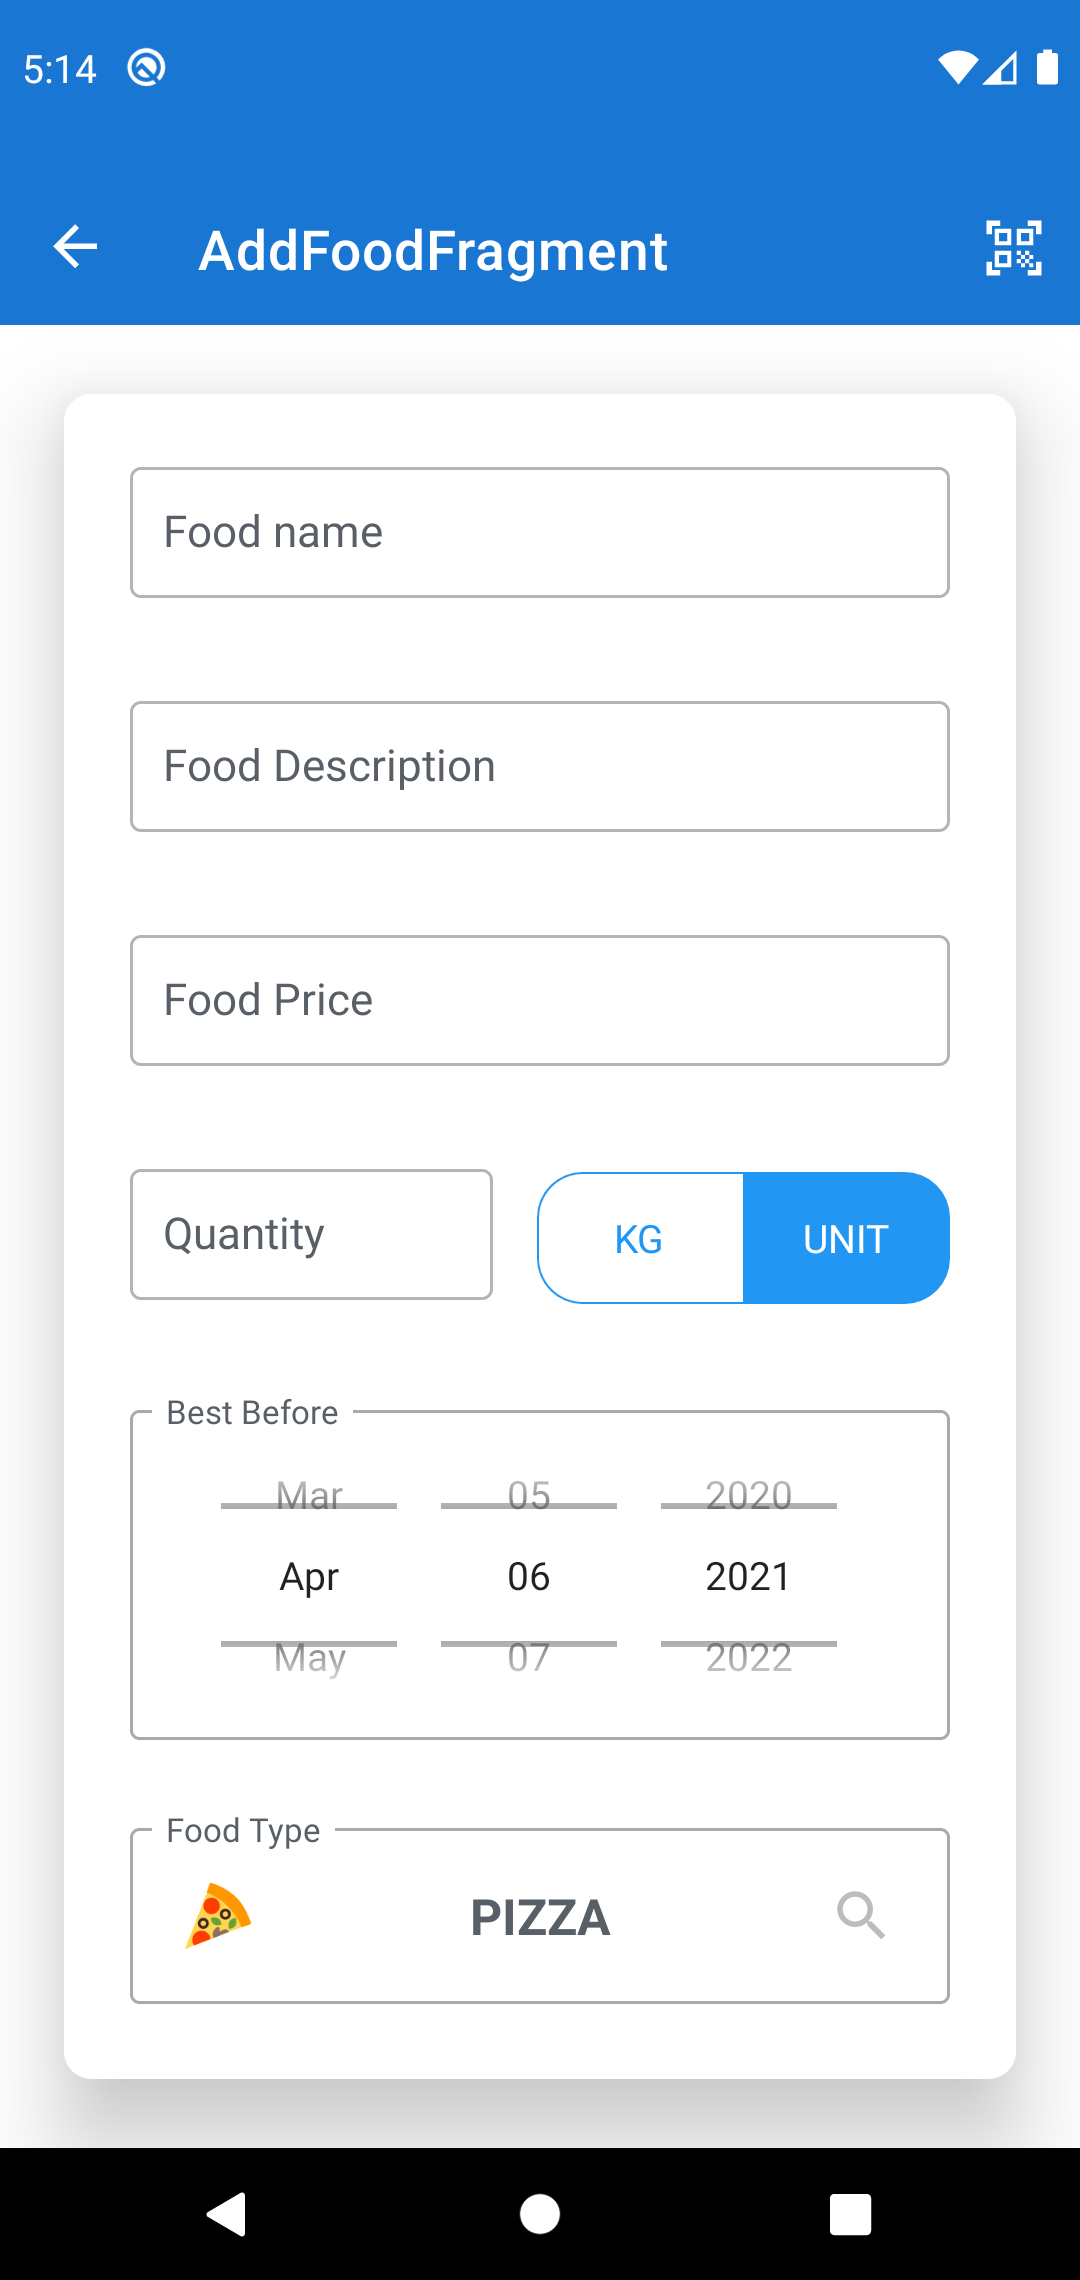 5:14
AddFoodFragment
Food name
Food Description
Food Price
Quantity
KG UNIT
Best Before
Mar 05 2020
Apr 06 2021
May 07 2022
Food Type
PIZZA